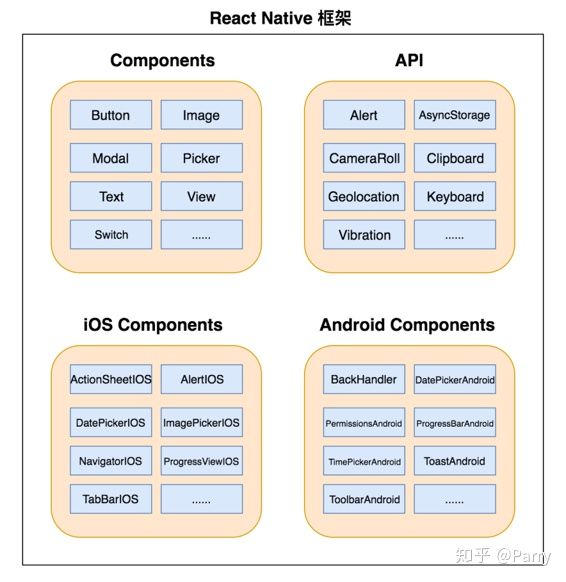 React Native 框架
Components
Button
Image
Modal
Picker
Text
View
Switch
......
API
Alert
AsyncStorage
CameraRoll
Clipboard
Geolocation
Keyboard
Vibration
......
iOS Components
ActionSheetIOS
AlertIOS
DatePickerIOS
ImagePickerIOS
NavigatorIOS
ProgressViewIOS
TabBarIOS
......
Android Components
BackHandler
DatePickerAndroid
PermissionsAndroid
ProgressBarAndroid
TimePickerAndroid
ToastAndroid
ToolbarAndroid
......
知乎 @Parry